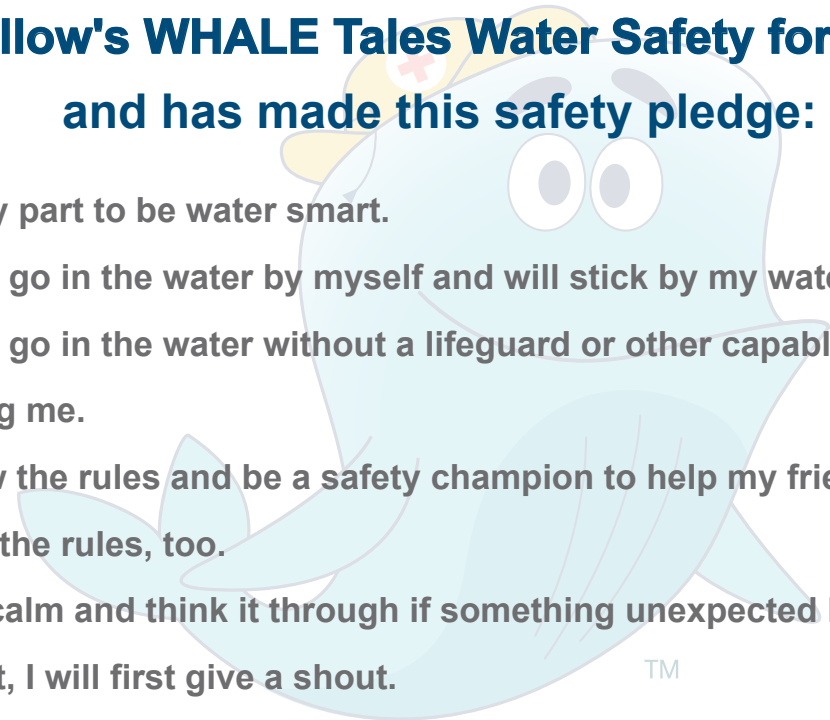 llow's WHALE Tales Water Safety for
and has made this safety pledge:
y part to be water smart.
go in the water by myself and will stick by my wate
go in the water without a lifeguard or other capabl
g me.
v the rules and be a safety champion to help my frie
the rules, too.
calm and think it through if something unexpected
t, I will first give a shout.
TM